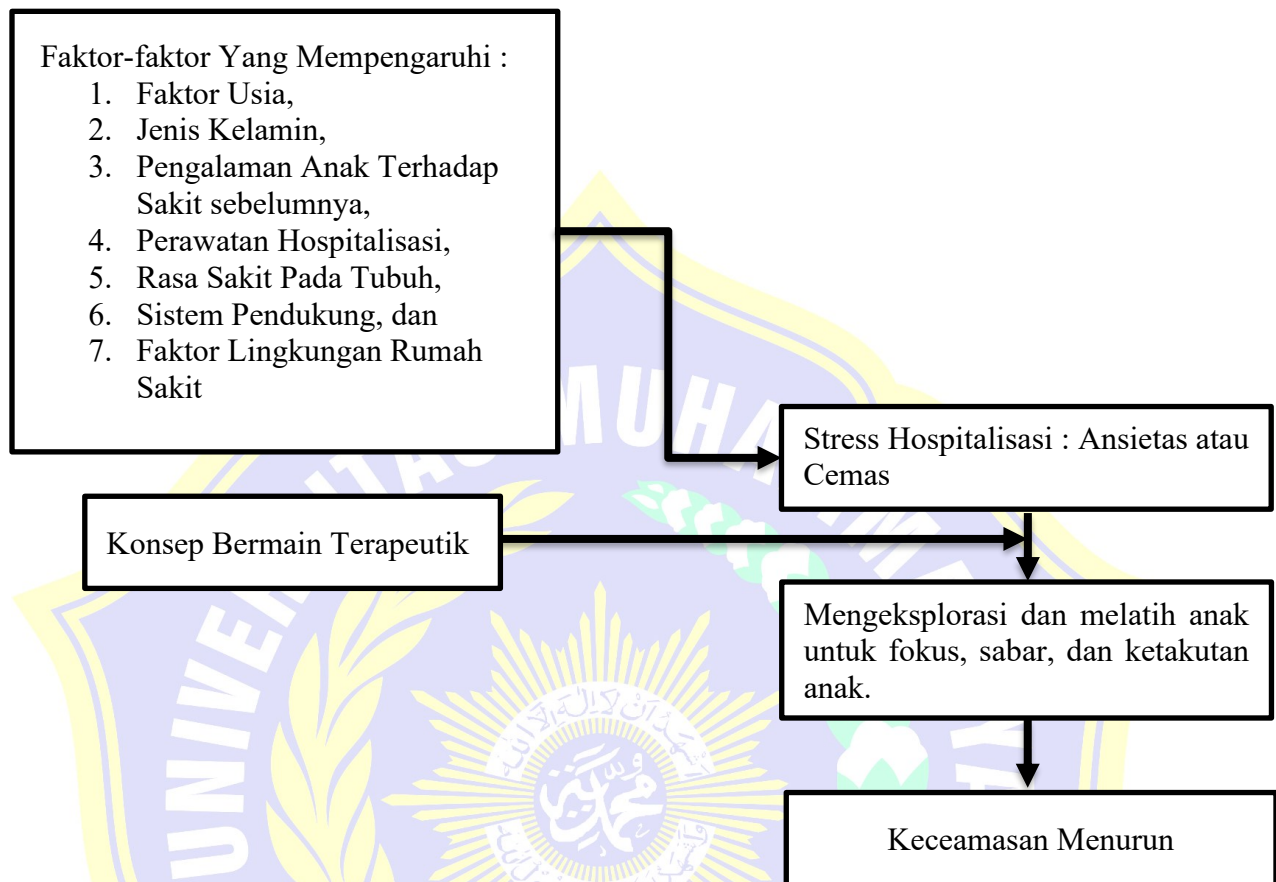 Faktor-faktor Yang Mempengaruhi :
1. Faktor Usia,
2. Jenis Kelamin,
3. Pengalaman Anak Terhadap
Sakit sebelumnya,
4. Perawatan Hospitalisasi,
5. Rasa Sakit Pada Tubuh,
6. Sistem Pendukung, dan
7. Faktor Lingkungan Rumah
Sakit
Stress Hospitalisasi : Ansietas atau
Cemas
Konsep Bermain Terapeutik
Mengeksplorasi dan melatih anak
untuk fokus, sabar, dan ketakutan
anak.
Keceamasan Menurun